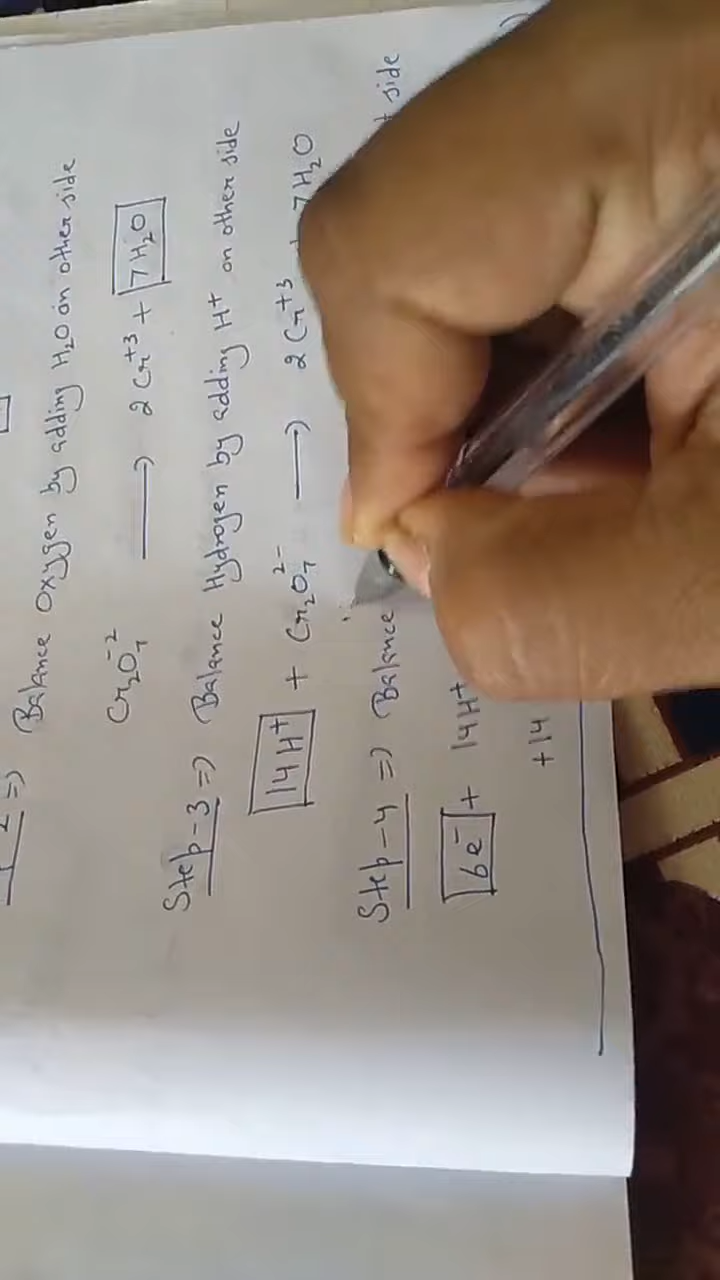 2 =) Balance Oxygen by adding H₂O on other side
Cr₂O₇⁻² ⟶ 2Cr⁺³ + 7H₂O
Step-3 =) Balance Hydrogen by adding H⁺ on other side
14H⁺ + Cr₂O₇²⁻ ⟶ 2Cr⁺³ 7H₂O
Step-4 =) Balance side
6e⁻ + 14H⁺
+14